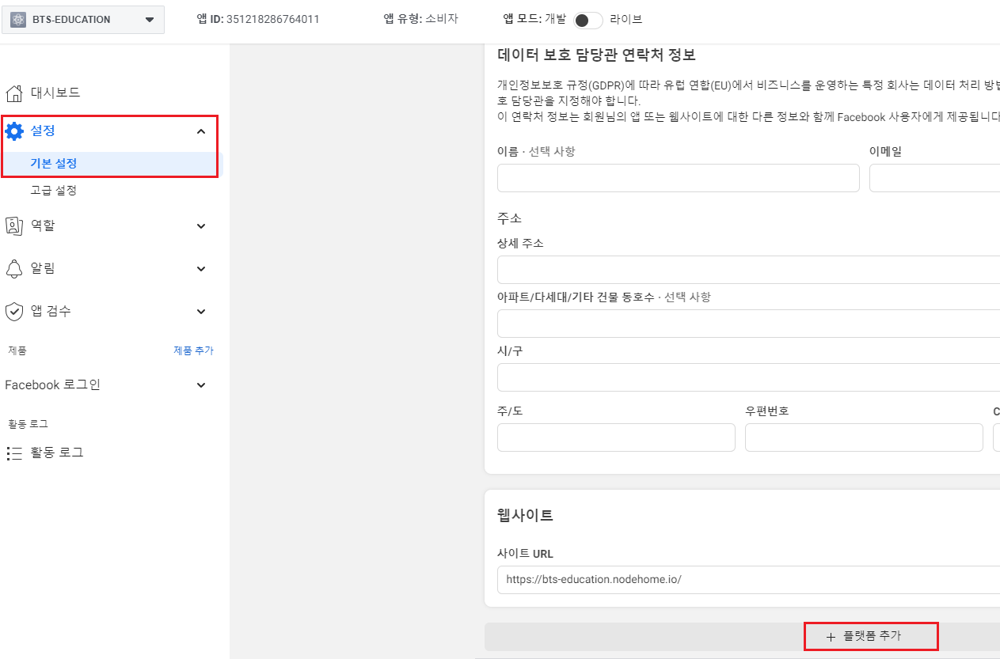 BTS-EDUCATION
앱 ID: 351218286764011
앱 유형: 소비자
앱 모드: 개발 라이브
대시보드
설정
기본 설정
고급 설정
역할
알림
앱 검수
제품 제품 추가
Facebook 로그인
활동 로그
활동 로그
데이터 보호 담당관 연락처 정보
개인정보보호 규정(GDPR)에 따라 유럽 연합(EU)에서 비즈니스를 운영하는 특정 회사는 데이터 처리
호 담당관을 지정해야 합니다.
이 연락처 정보는 회원님의 앱 또는 웹사이트에 대한 다른 정보와 함께 Facebook 사용자에게 제공됩니다
이름 · 선택 사항 이메일
주소
상세 주소
아파트/다세대/기타 건물 동호수 · 선택 사항
시/구
주/도 우편번호
웹사이트
사이트 URL
https://bts-education.nodehome.io/
+ 플랫폼 추가